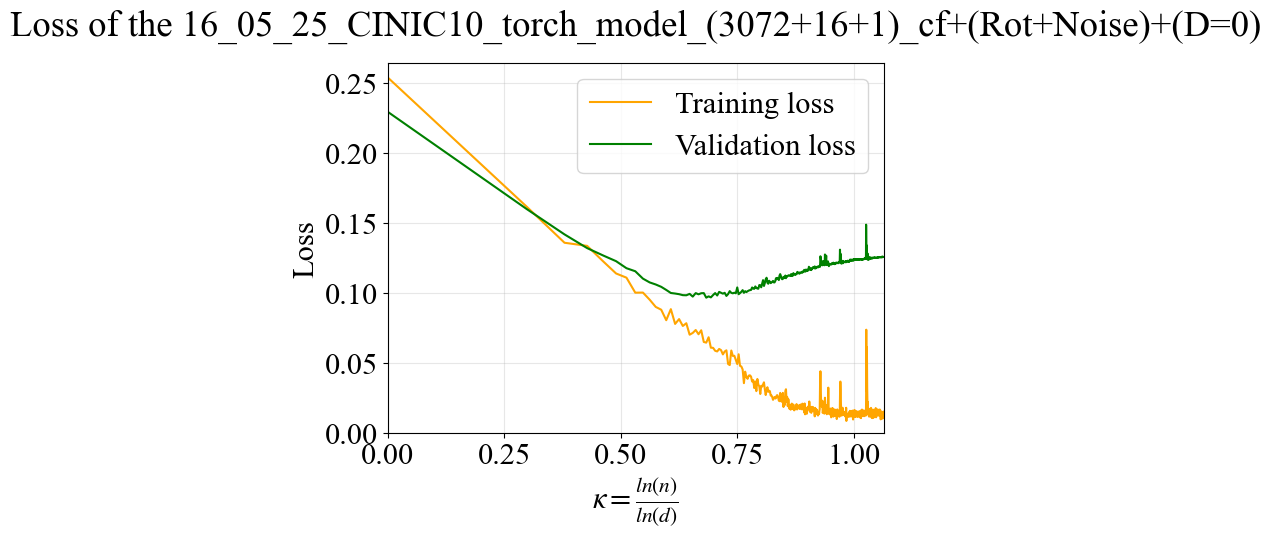 Loss of the 16_05_25_CINIC10_torch_model_(3072+16+1)_cf+(Rot+Noise)+(D=0)
Training loss
Validation loss
Loss
0.25
0.20
0.15
0.10
0.05
0.00
0.00 0.25 0.50 0.75 1.00
κ = ln(n) / ln(d)